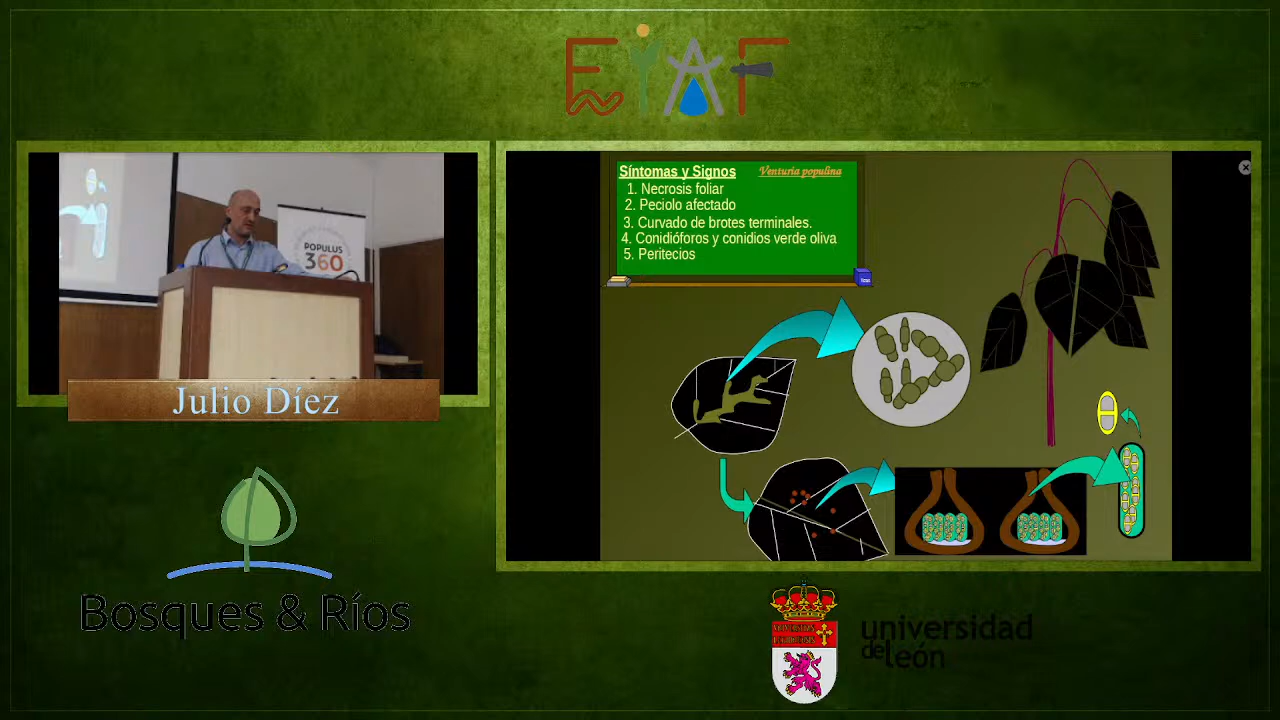 EIAF
Síntomas y Signos
Venturia populina
1. Necrosis foliar
2. Peciolo afectado
3. Curvado de brotes terminales.
4. Conidióforos y conidios verde oliva
5. Peritecios
POPULUS
360
Julio Díez
Bosques & Ríos
universidad
de león